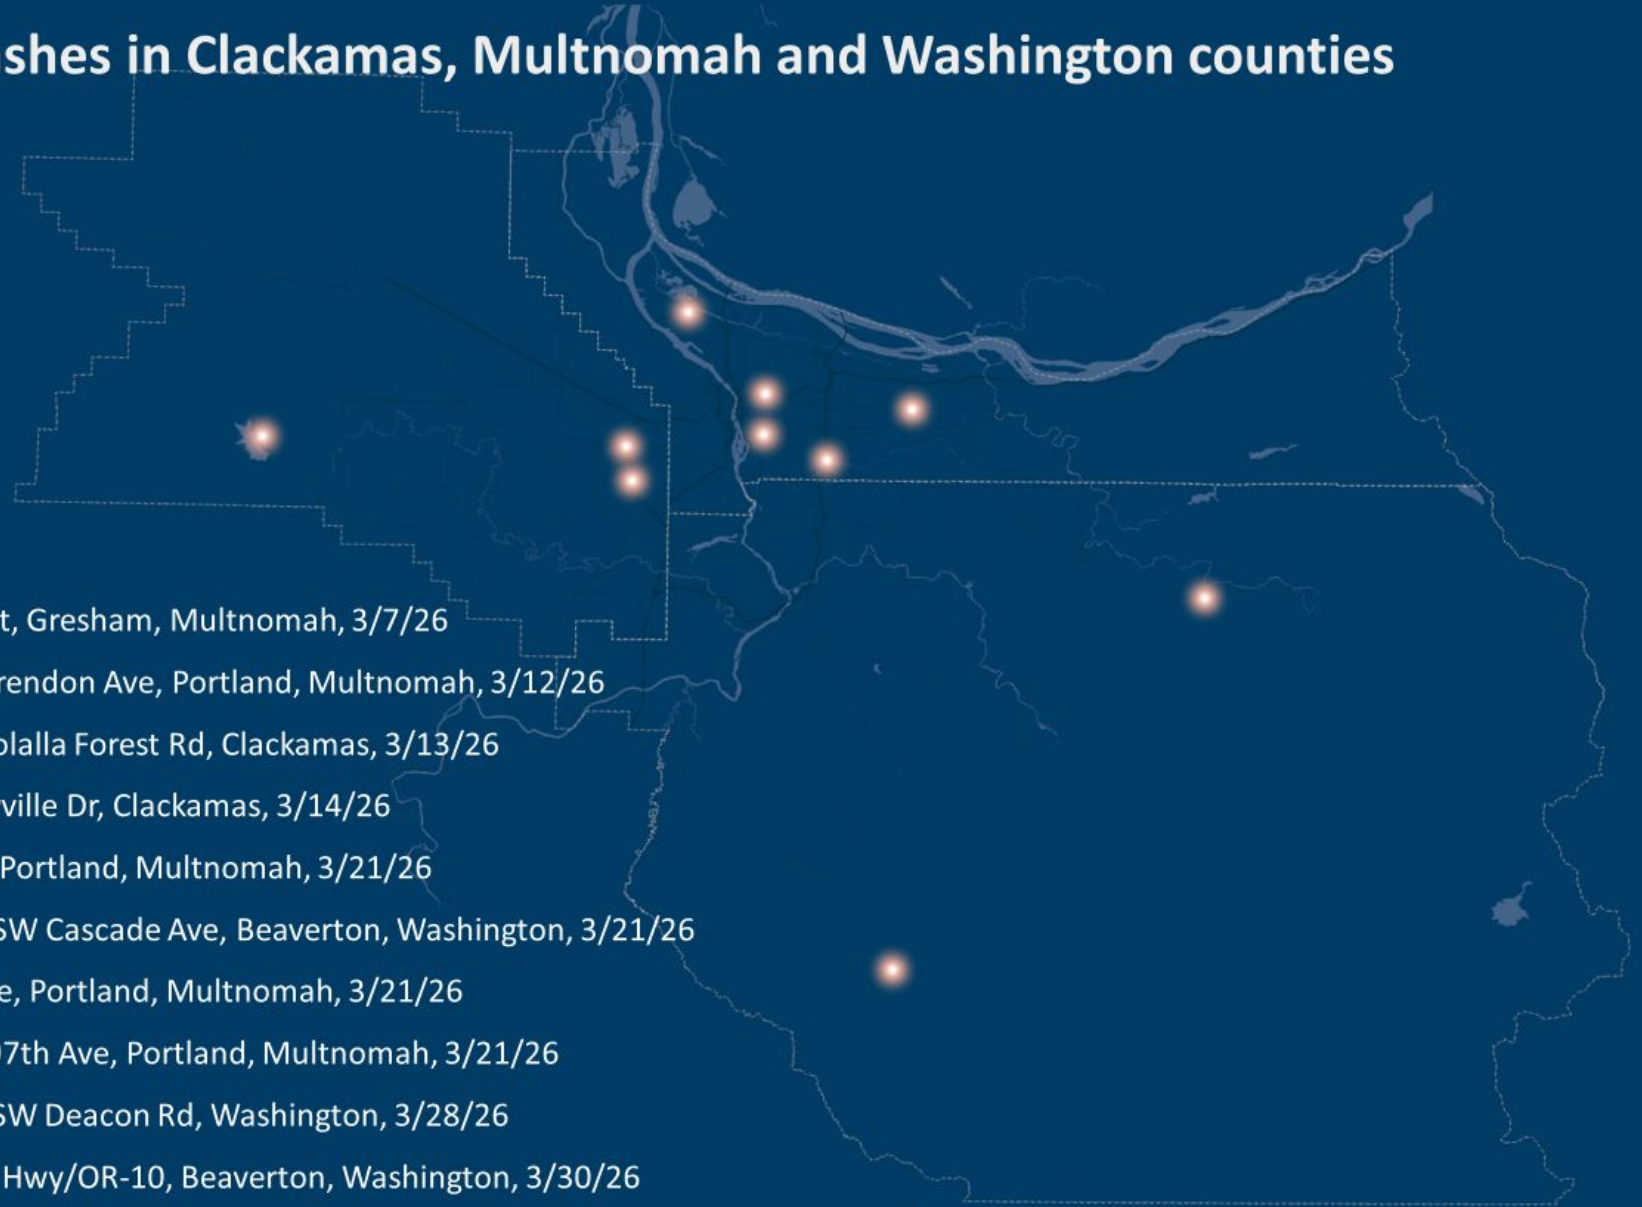 shes in Clackamas, Multnomah and Washington counties
t, Gresham, Multnomah, 3/7/26
rendon Ave, Portland, Multnomah, 3/12/26
olalla Forest Rd, Clackamas, 3/13/26
ville Dr, Clackamas, 3/14/26
Portland, Multnomah, 3/21/26
SW Cascade Ave, Beaverton, Washington, 3/21/26
e, Portland, Multnomah, 3/21/26
7th Ave, Portland, Multnomah, 3/21/26
SW Deacon Rd, Washington, 3/28/26
Hwy/OR-10, Beaverton, Washington, 3/30/26